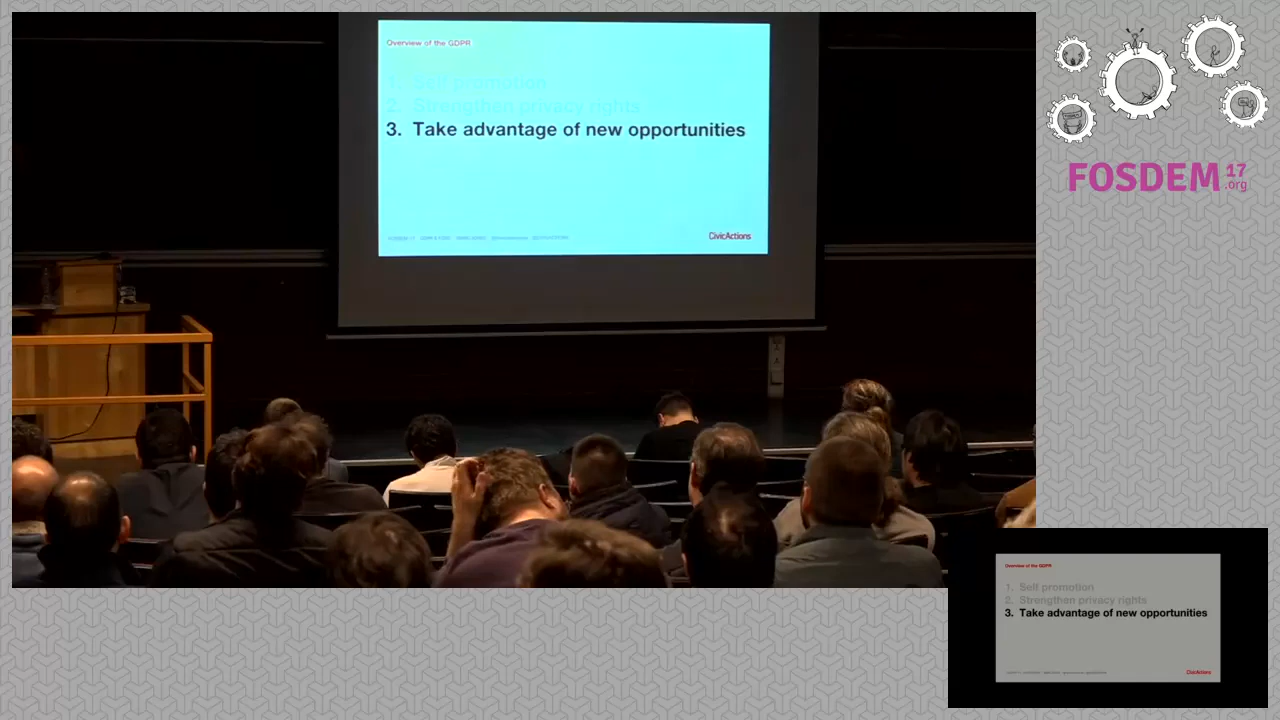 Overview of the GDPR
1. Self promotion
2. Strengthen privacy rights
3. Take advantage of new opportunities
CivicActions
FOSDEM 17
.org
Overview of the GDPR
1. Self promotion
2. Strengthen privacy rights
3. Take advantage of new opportunities
CivicActions